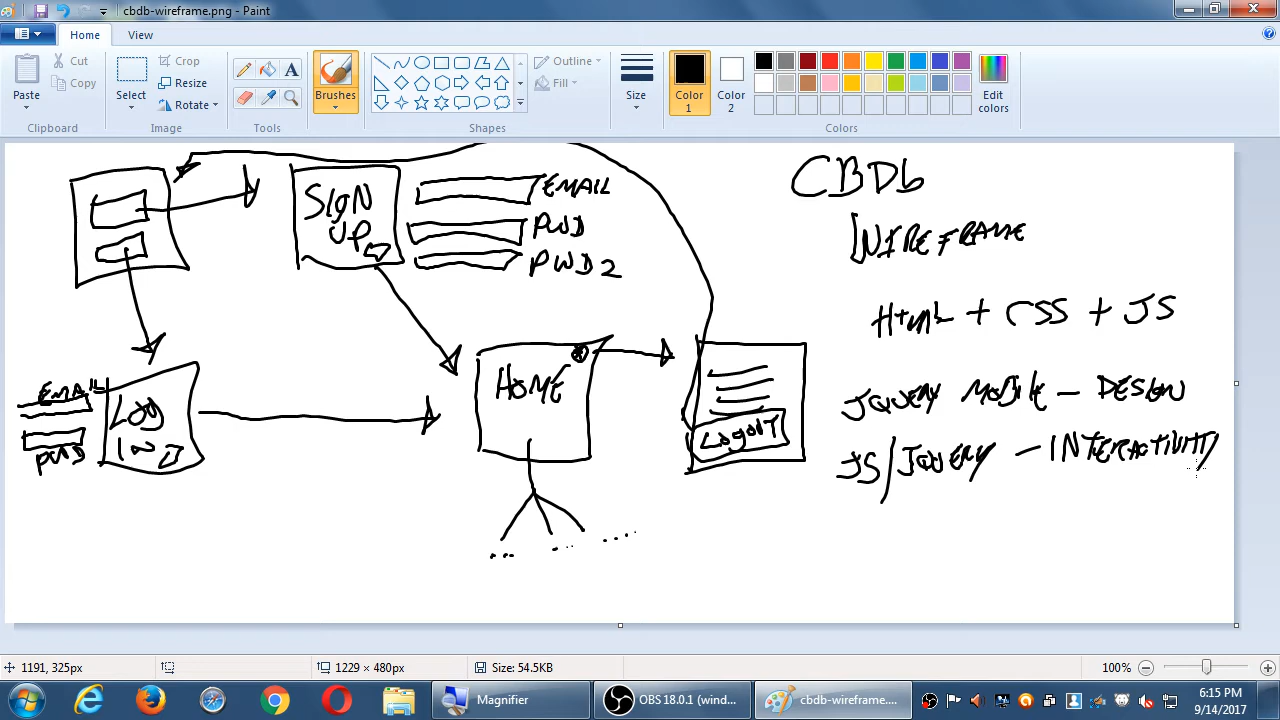 cbdb-wireframe.png - Paint
Home
View
Paste
Cut
Copy
Clipboard
Select
Crop
Resize
Rotate
Image
Tools
Brushes
Shapes
Outline
Fill
Size
Color 1
Color 2
Edit colors
Colors
SIGN UP
EMAIL
PWD
PWD 2
EMAIL
PWD
LOG IN
HOME
LOGOUT
CBDb
WIREFRAME
Html + CSS + JS
JQUERY MOBILE - DESIGN
JS/JQUERY - INTERACTIVITY
1191, 325px
1229 × 480px
Size: 54.5KB
100%
Magnifier
OBS 18.0.1 (wind...
cbdb-wireframe....
6:15 PM
9/14/2017